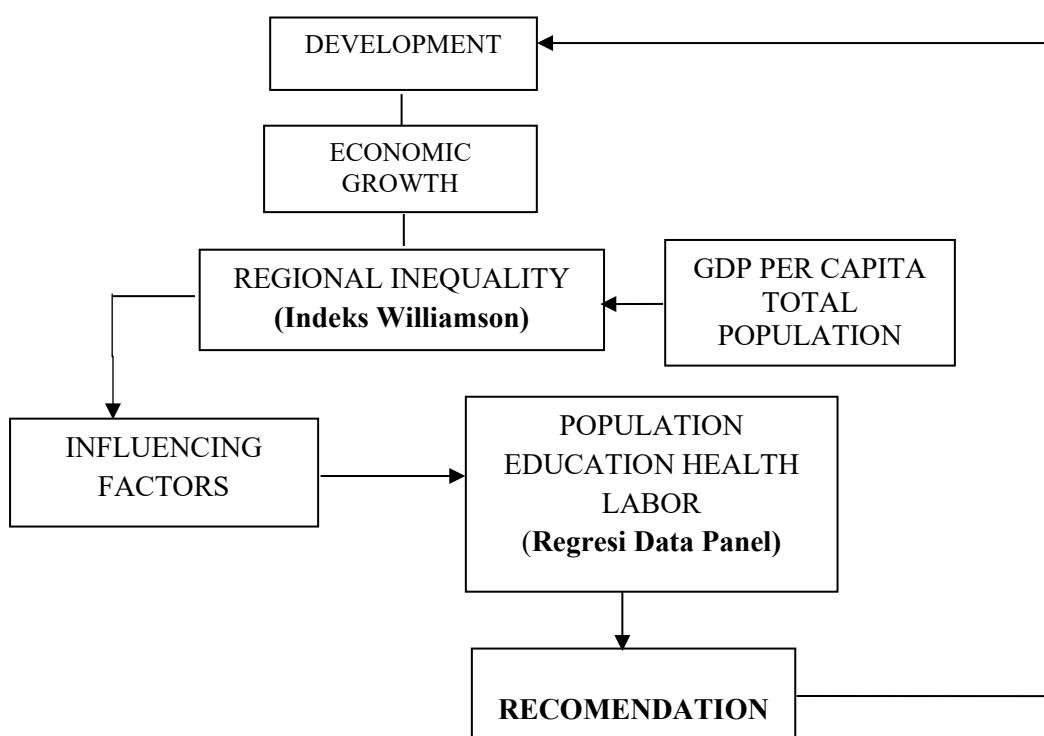 DEVELOPMENT
ECONOMIC
GROWTH
REGIONAL INEQUALITY
(Indeks Williamson)
GDP PER CAPITA
TOTAL
POPULATION
INFLUENCING
FACTORS
POPULATION
EDUCATION HEALTH
LABOR
(Regresi Data Panel)
RECOMENDATION